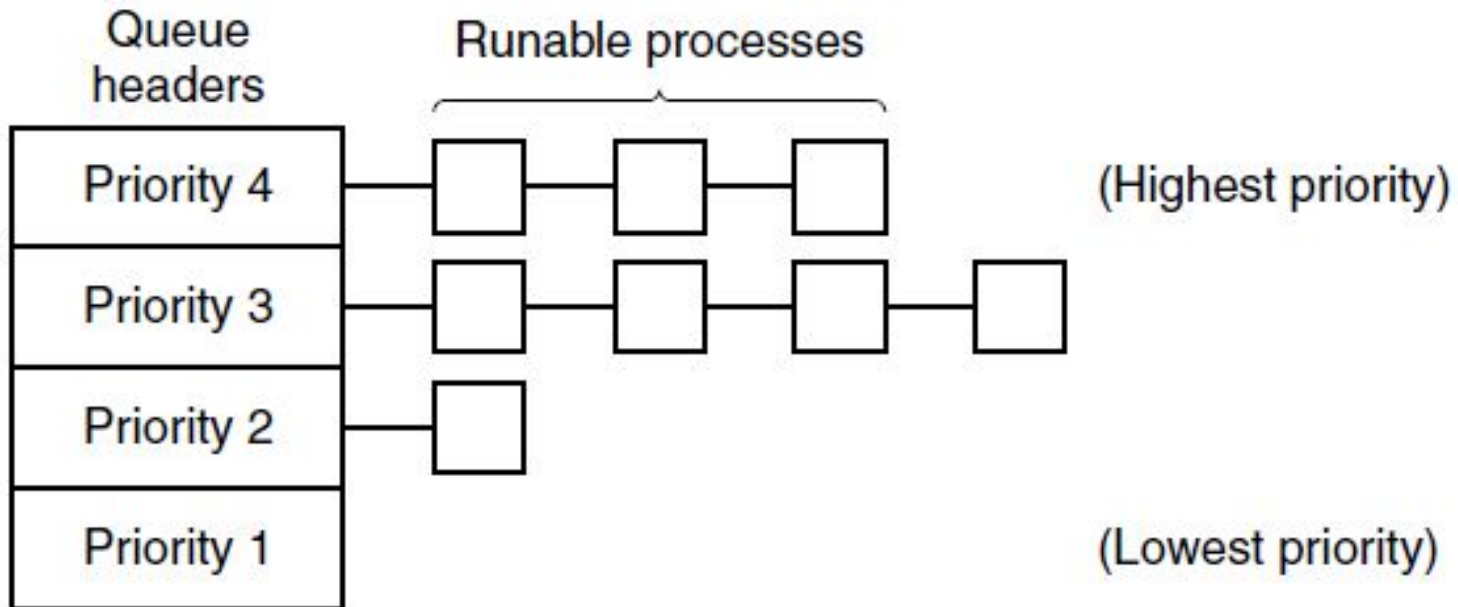 Queue
headers
Runable processes
Priority 4
(Highest priority)
Priority 3
Priority 2
Priority 1
(Lowest priority)